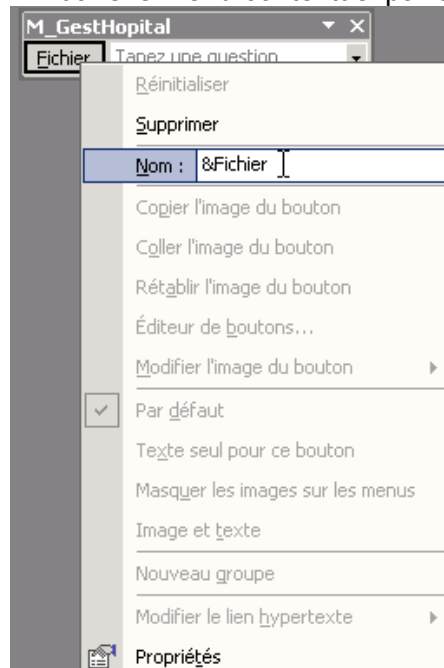 M_GestHopital
Fichier Tapez une question
Réinitialiser
Supprimer
Nom : &Fichier
Copier l'image du bouton
Coller l'image du bouton
Rétablir l'image du bouton
Éditeur de boutons...
Modifier l'image du bouton
Par défaut
Texte seul pour ce bouton
Masquer les images sur les menus
Image et texte
Nouveau groupe
Modifier le lien hypertexte
Propriétés